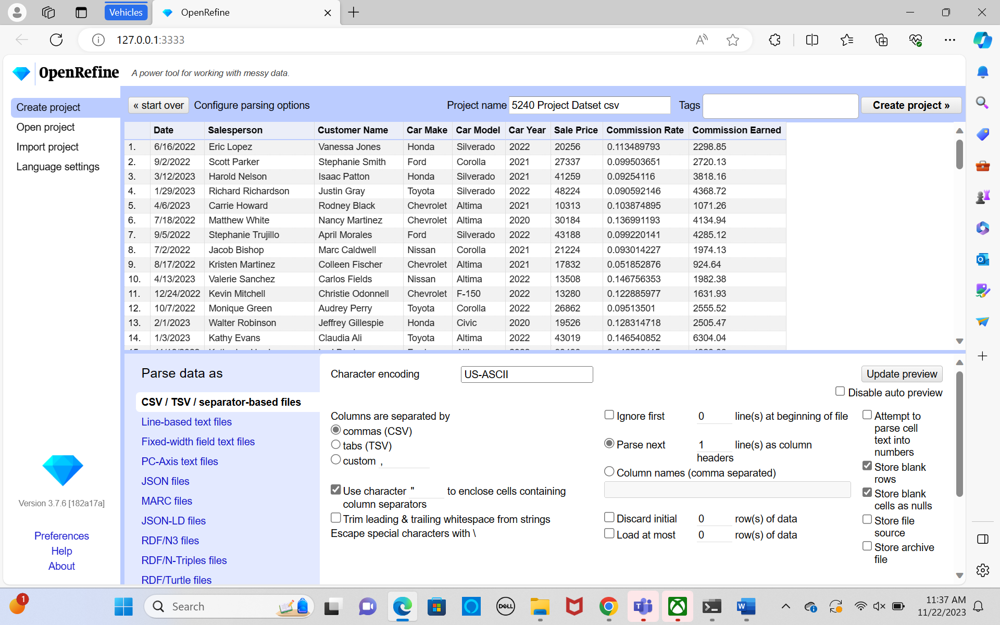 Vehicles
OpenRefine
127.0.0.1:3333
OpenRefine A power tool for working with messy data.
Create project
Open project
Import project
Language settings
« start over Configure parsing options Project name 5240 Project Datset csv Tags Create project »
Date Salesperson Customer Name Car Make Car Model Car Year Sale Price Commission Rate Commission Earned
1. 6/16/2022 Eric Lopez Vanessa Jones Honda Silverado 2022 20256 0.113489793 2298.85
2. 9/2/2022 Scott Parker Stephanie Smith Ford Corolla 2021 27337 0.099503651 2720.13
3. 3/12/2023 Harold Nelson Isaac Patton Honda Silverado 2021 41259 0.09254116 3818.16
4. 1/29/2023 Richard Richardson Justin Gray Toyota Silverado 2022 48224 0.090592146 4368.72
5. 4/6/2023 Carrie Howard Rodney Black Chevrolet Altima 2021 10313 0.103874895 1071.26
6. 7/18/2022 Matthew White Nancy Martinez Chevrolet Altima 2020 30184 0.136991193 4134.94
7. 9/5/2022 Stephanie Trujillo April Morales Ford Silverado 2022 43188 0.099220141 4285.12
8. 7/2/2022 Jacob Bishop Marc Caldwell Nissan Corolla 2021 21224 0.093014227 1974.13
9. 8/17/2022 Kristen Martinez Colleen Fischer Chevrolet Altima 2021 17832 0.051852876 924.64
10. 4/13/2023 Valerie Sanchez Carlos Fields Nissan Altima 2022 13508 0.146756353 1982.38
11. 12/24/2022 Kevin Mitchell Christie Odonnell Chevrolet F-150 2022 13280 0.122885977 1631.93
12. 10/7/2022 Monique Green Audrey Perry Toyota Corolla 2022 26862 0.09513501 2555.52
13. 2/1/2023 Walter Robinson Jeffrey Gillespie Honda Civic 2020 19526 0.128314718 2505.47
14. 1/3/2023 Kathy Evans Claudia Ali Toyota Altima 2022 43019 0.146540852 6304.04
Parse data as
CSV / TSV / separator-based files
Line-based text files
Fixed-width field text files
PC-Axis text files
JSON files
MARC files
JSON-LD files
RDF/N3 files
RDF/N-Triples files
RDF/Turtle files
Character encoding US-ASCII
Update preview
Disable auto preview
Columns are separated by
commas (CSV)
tabs (TSV)
custom ,
Use character " to enclose cells containing
column separators
Trim leading & trailing whitespace from strings
Escape special characters with \
Ignore first 0 line(s) at beginning of file
Parse next 1 line(s) as column
headers
Column names (comma separated)
Discard initial 0 row(s) of data
Load at most 0 row(s) of data
Attempt to
parse cell
text into
numbers
Store blank
rows
Store blank
cells as nulls
Store file
source
Store archive
file
Version 3.7.6 [182a17a]
Preferences
Help
About
1
Search
DELL
11:37 AM
11/22/2023